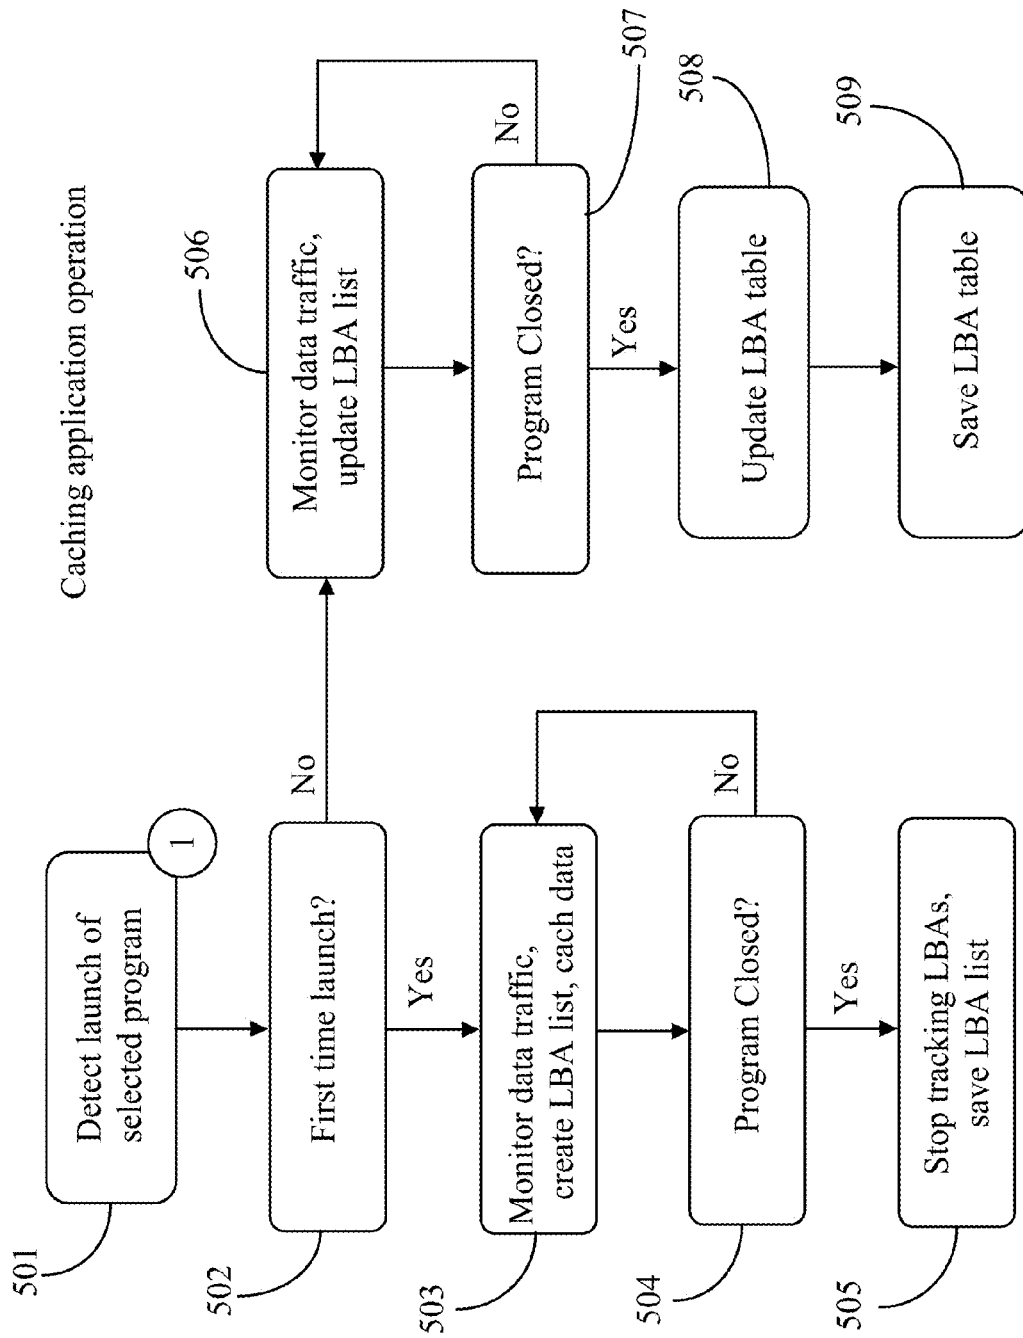 Caching application operation
501
Detect launch of
selected program
1
502
First time launch?
No
Yes
503
Monitor data traffic,
create LBA list, cach data
504
Program Closed?
No
Yes
505
Stop tracking LBAs,
save LBA list
506
Monitor data traffic,
update LBA list
507
Program Closed?
No
Yes
508
Update LBA table
509
Save LBA table